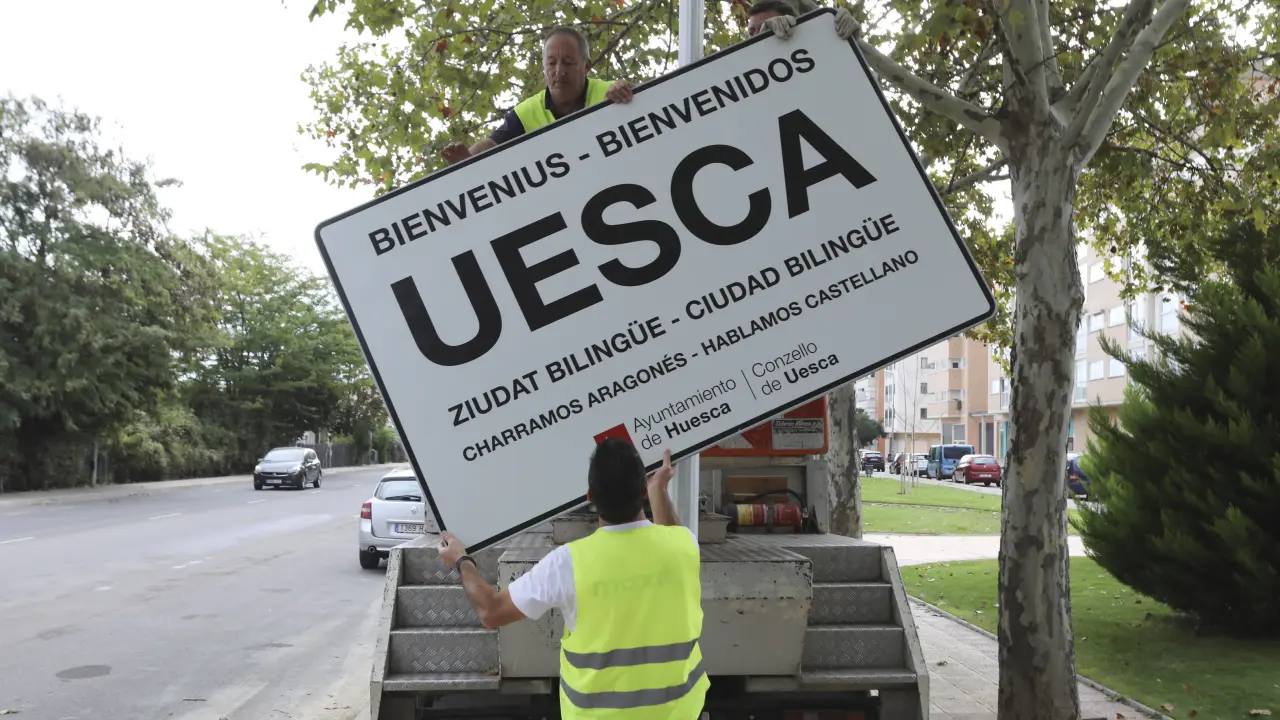 BIENVENIUS - BIENVENIDOS
UESCA
ZIUDAT BILINGÜE - CIUDAD BILINGÜE
CHARRAMOS ARAGONÉS - HABLAMOS CASTELLANO
Ayuntamiento de Huesca
Conzello de Uesca